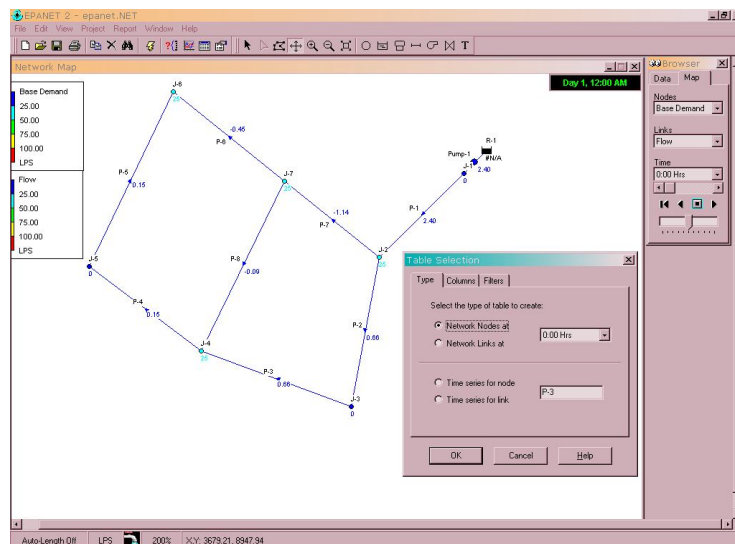 EPANET 2 - epanet.NET
File Edit View Project Report Window Help
Network Map
Day 1, 12:00 AM
Base Demand
25.00
50.00
75.00
100.00
LPS
Flow
25.00
50.00
75.00
100.00
LPS
J-6
25
-0.45
P-6
J-7
25
P-5
0.15
-1.14
P-7
R-1
#N/A
Pump-1
2.40
J-1
0
P-1
2.40
J-2
25
P-8
-0.09
J-5
0
P-4
0.15
P-2
0.66
J-4
25
P-3
0.66
J-3
0
Browser
Data Map
Nodes
Base Demand
Links
Flow
Time
0:00 Hrs
Table Selection
Type Columns Filters
Select the type of table to create:
Network Nodes at
0:00 Hrs
Network Links at
Time series for node
P-3
Time series for link
OK Cancel Help
Auto-Length Off LPS 200% X,Y: 3679.21, 8947.94